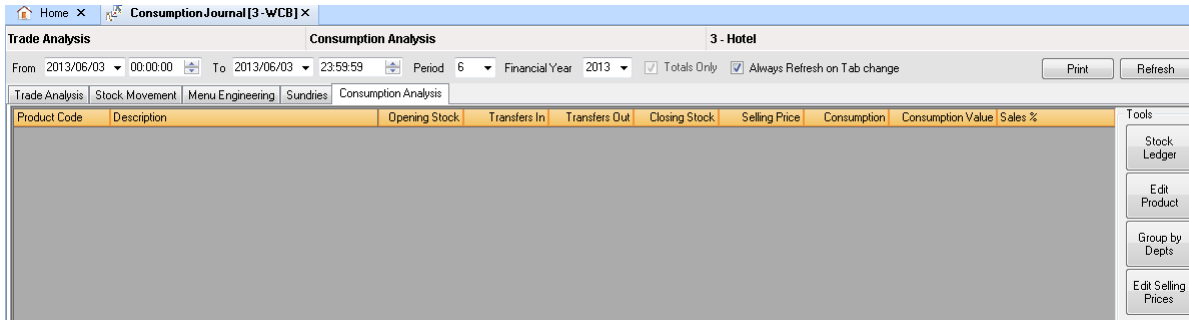 Home X ConsumptionJournal [3 -WCB] X
Trade Analysis Consumption Analysis 3 - Hotel
From 2013/06/03 00:00:00 To 2013/06/03 23:59:59 Period 6 Financial Year 2013 Totals Only Always Refresh on Tab change Print Refresh
Trade Analysis Stock Movement Menu Engineering Sundries Consumption Analysis
Product Code Description Opening Stock Transfers In Transfers Out Closing Stock Selling Price Consumption Consumption Value Sales % Tools
Stock
Ledger
Edit
Product
Group by
Depts
Edit Selling
Prices